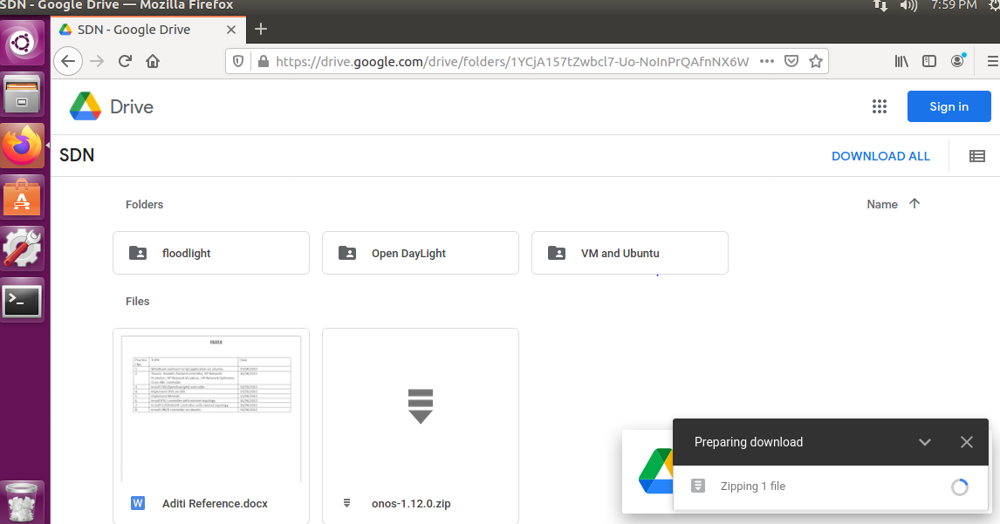 SDN - Google Drive — Mozilla Firefox
7:59 PM
SDN - Google Drive
https://drive.google.com/drive/folders/1YCjA157tZwbcl7-Uo-NoInPrQAfnNX6W
Drive
Sign in
SDN
DOWNLOAD ALL
Folders
Name
floodlight
Open DayLight
VM and Ubuntu
Files
INDEX
Preparing download
Zipping 1 file
W
Aditi Reference.docx
onos-1.12.0.zip